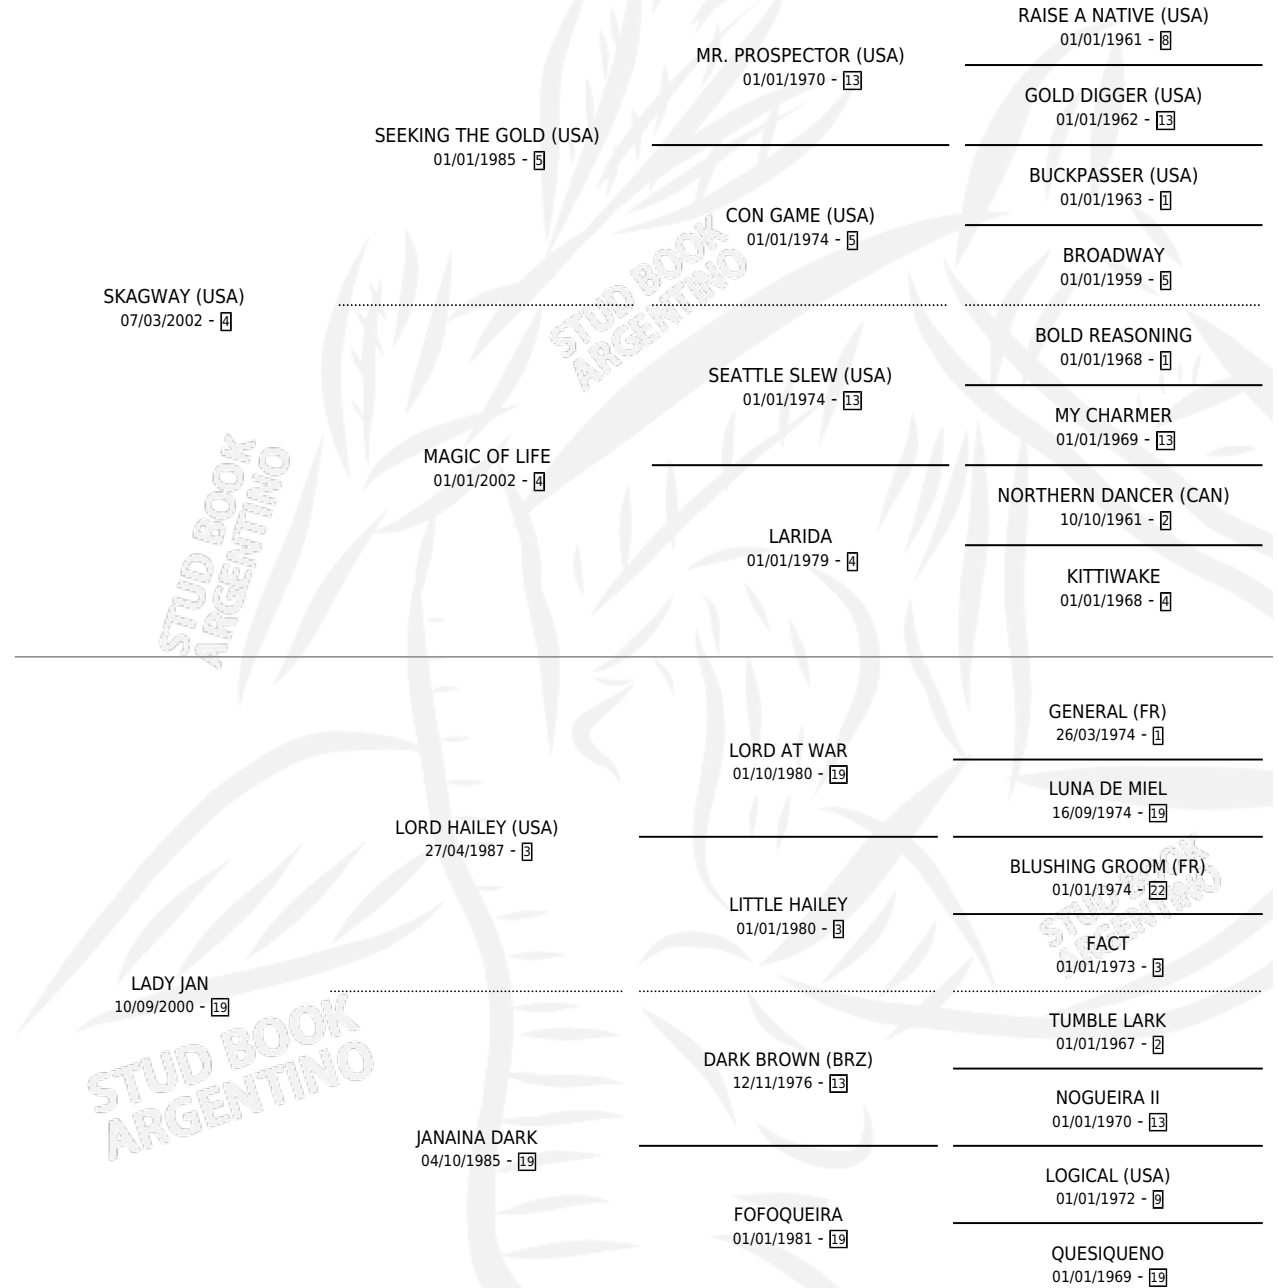 RAISE A NATIVE (USA)
01/01/1961 - 8
MR. PROSPECTOR (USA)
01/01/1970 - 13
GOLD DIGGER (USA)
01/01/1962 - 13
SEEKING THE GOLD (USA)
01/01/1985 - 5
BUCKPASSER (USA)
01/01/1963 - 1
CON GAME (USA)
01/01/1974 - 5
BROADWAY
01/01/1959 - 5
SKAGWAY (USA)
07/03/2002 - 4
BOLD REASONING
01/01/1968 - 1
SEATTLE SLEW (USA)
01/01/1974 - 13
MY CHARMER
01/01/1969 - 13
MAGIC OF LIFE
01/01/2002 - 4
NORTHERN DANCER (CAN)
10/10/1961 - 2
LARIDA
01/01/1979 - 4
KITTIWAKE
01/01/1968 - 4
STUD BOOK
ARGENTINO
STUD BOOK
ARGENTINO
GENERAL (FR)
26/03/1974 - 1
LORD AT WAR
01/10/1980 - 19
LUNA DE MIEL
16/09/1974 - 19
LORD HAILEY (USA)
27/04/1987 - 3
BLUSHING GROOM (FR)
01/01/1974 - 22
LITTLE HAILEY
01/01/1980 - 3
FACT
01/01/1973 - 3
LADY JAN
10/09/2000 - 19
TUMBLE LARK
01/01/1967 - 2
DARK BROWN (BRZ)
12/11/1976 - 13
NOGUEIRA II
01/01/1970 - 13
JANAINA DARK
04/10/1985 - 19
LOGICAL (USA)
01/01/1972 - 9
FOFOQUEIRA
01/01/1981 - 19
QUESIQUENO
01/01/1969 - 19
STUD BOOK
ARGENTINO
STUD BOOK
ARGENTINO